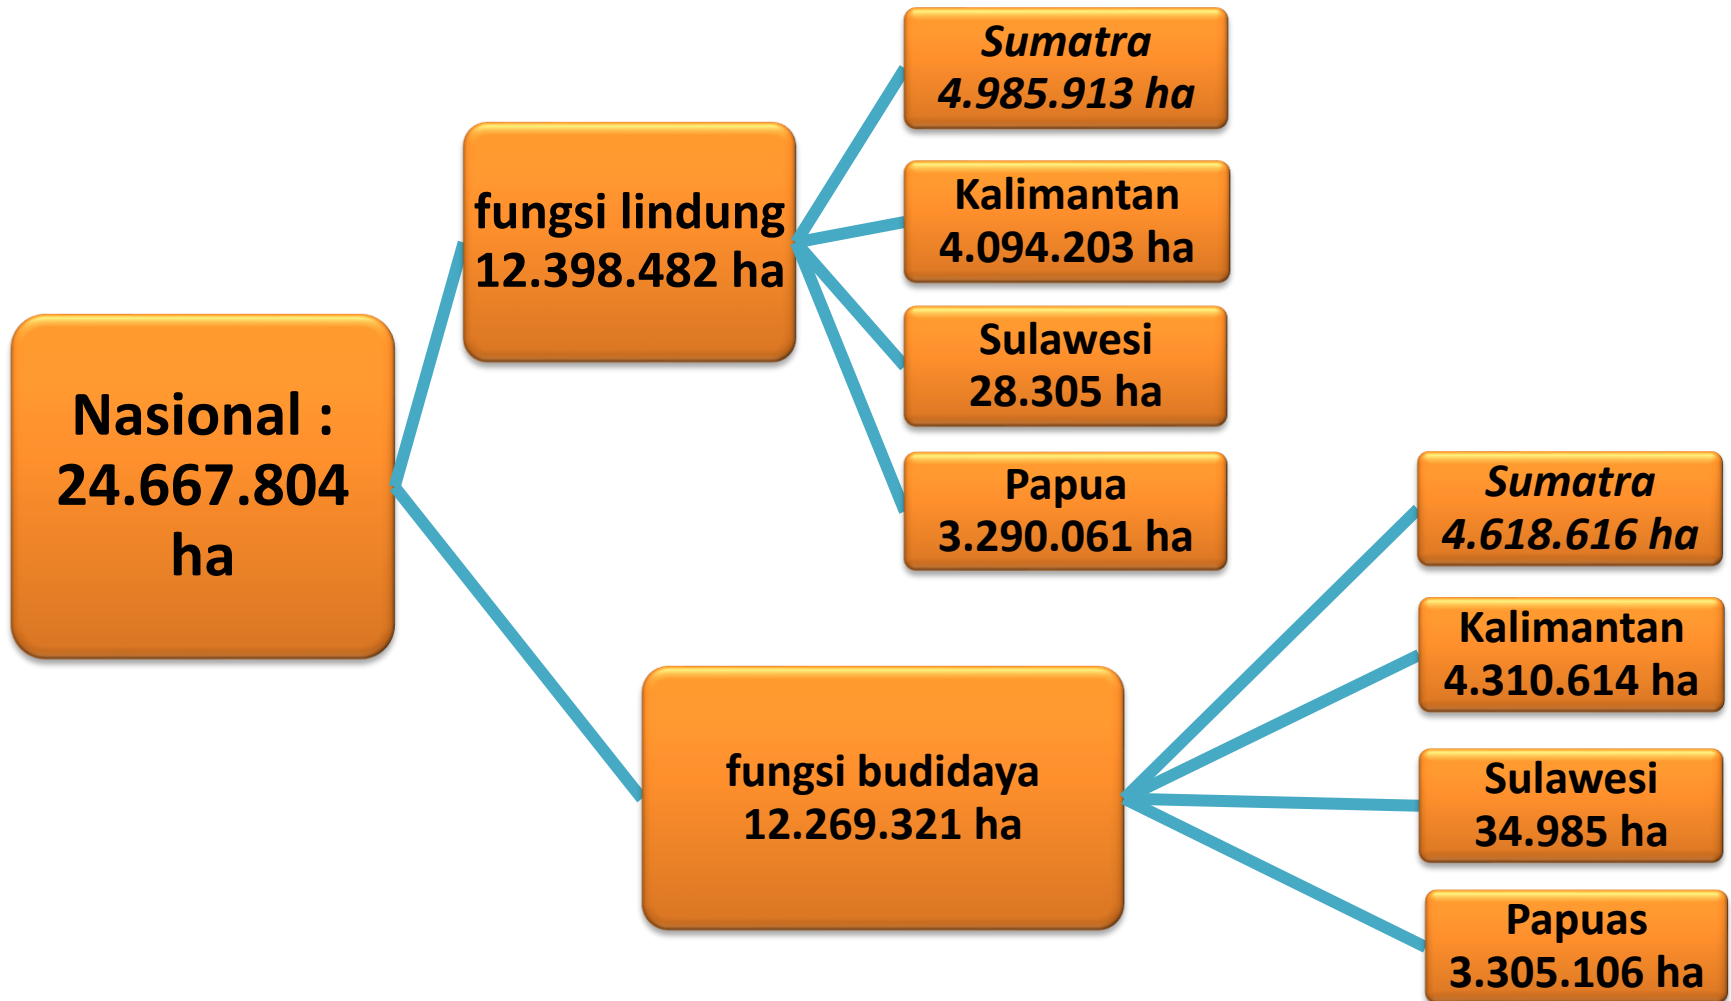 Nasional :
24.667.804
ha
fungsi lindung
12.398.482 ha
Sumatra
4.985.913 ha
Kalimantan
4.094.203 ha
Sulawesi
28.305 ha
Papua
3.290.061 ha
fungsi budidaya
12.269.321 ha
Sumatra
4.618.616 ha
Kalimantan
4.310.614 ha
Sulawesi
34.985 ha
Papuas
3.305.106 ha